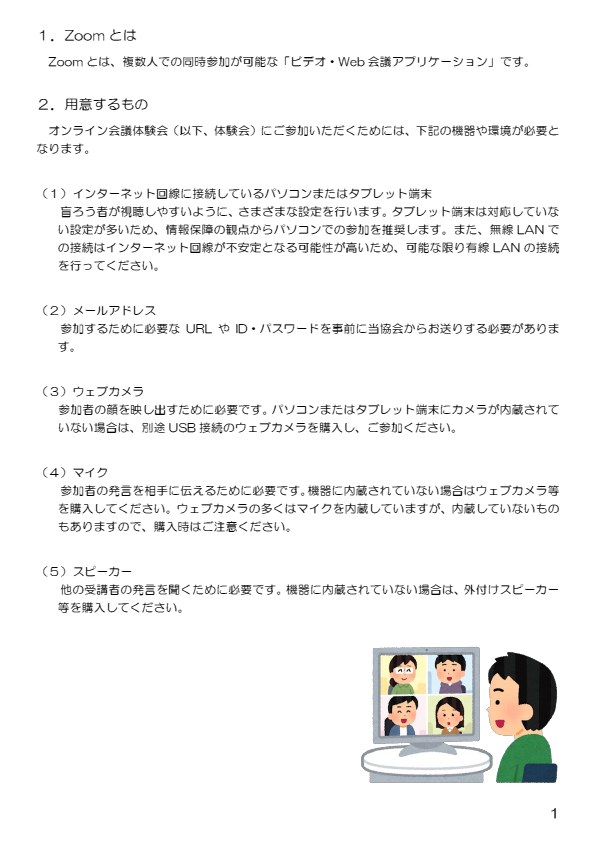 １．Zoom とは
Zoom とは、複数人での同時参加が可能な「ビデオ・Web 会議アプリケーション」です。
２．用意するもの
オンライン会議体験会（以下、体験会）にご参加いただくためには、下記の機器や環境が必要と
なります。
（１）インターネット回線に接続しているパソコンまたはタブレット端末
盲ろう者が視聴しやすいように、さまざまな設定を行います。タブレット端末は対応していな
い設定が多いため、情報保障の観点からパソコンでの参加を推奨します。また、無線 LAN で
の接続はインターネット回線が不安定となる可能性が高いため、可能な限り有線 LAN の接続
を行ってください。
（２）メールアドレス
参加するために必要な URL や ID・パスワードを事前に当協会からお送りする必要がありま
す。
（３）ウェブカメラ
参加者の顔を映し出すために必要です。パソコンまたはタブレット端末にカメラが内蔵されて
いない場合は、別途 USB 接続のウェブカメラを購入し、ご参加ください。
（４）マイク
参加者の発言を相手に伝えるために必要です。機器に内蔵されていない場合はウェブカメラ等
を購入してください。ウェブカメラの多くはマイクを内蔵していますが、内蔵していないもの
もありますので、購入時はご注意ください。
（５）スピーカー
他の受講者の発言を聞くために必要です。機器に内蔵されていない場合は、外付けスピーカー
等を購入してください。
1